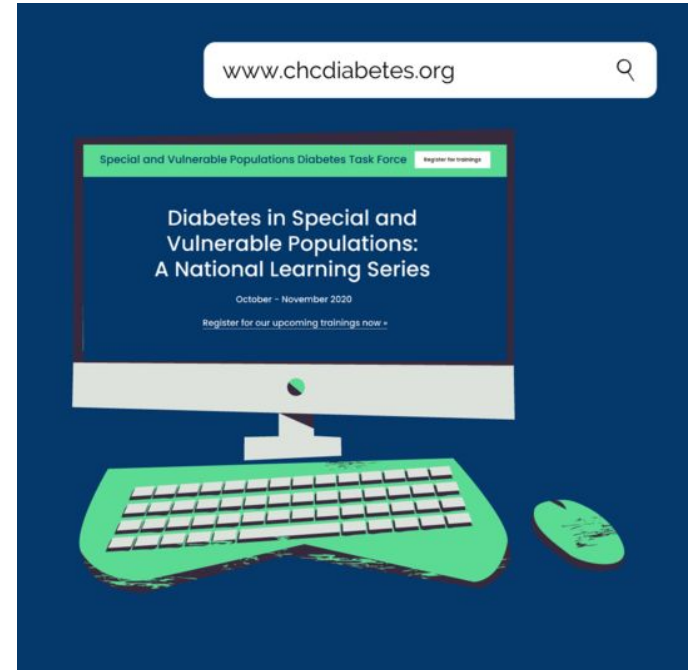 www.chcdiabetes.org
Special and Vulnerable Populations Diabetes Task Force
Register for trainings
Diabetes in Special and
Vulnerable Populations:
A National Learning Series
October - November 2020
Register for our upcoming trainings now »